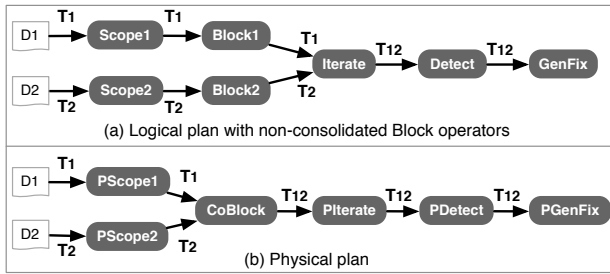 T1 T1
D1 Scope1 Block1 T1
T12 T12
Iterate Detect GenFix
D2 Scope2 Block2 T2
T2 T2
(a) Logical plan with non-consolidated Block operators
T1
D1 PScope1 T1
T12 T12 T12
CoBlock PIterate PDetect PGenFix
D2 PScope2 T2
T2
(b) Physical plan